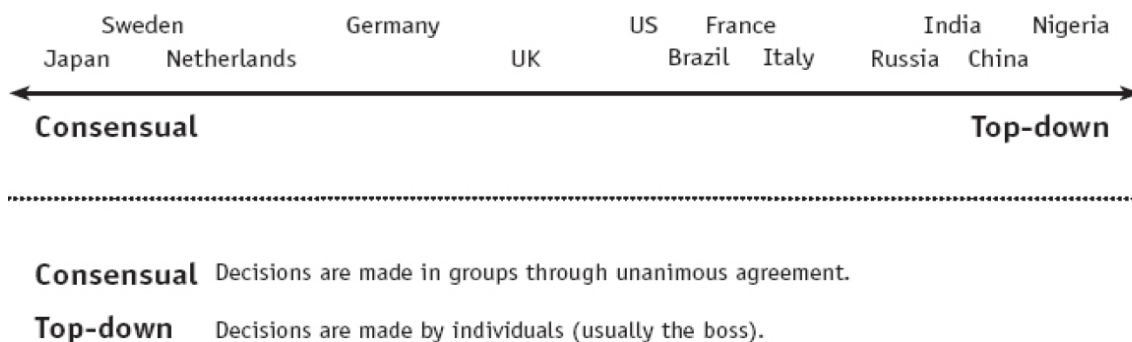 Sweden Germany US France India Nigeria
Japan Netherlands UK Brazil Italy Russia China
Consensual Top-down
Consensual Decisions are made in groups through unanimous agreement.
Top-down Decisions are made by individuals (usually the boss).